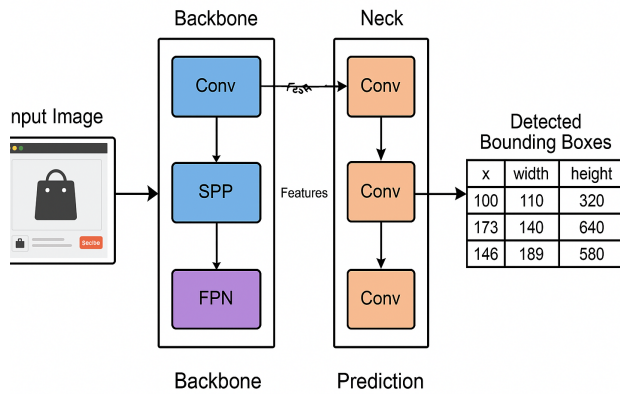 Backbone
Neck
nput Image
Conv
Conv
SPP
Features
Conv
FPN
Conv
Detected
Bounding Boxes
x width height
100 110 320
173 140 640
146 189 580
Backbone
Prediction